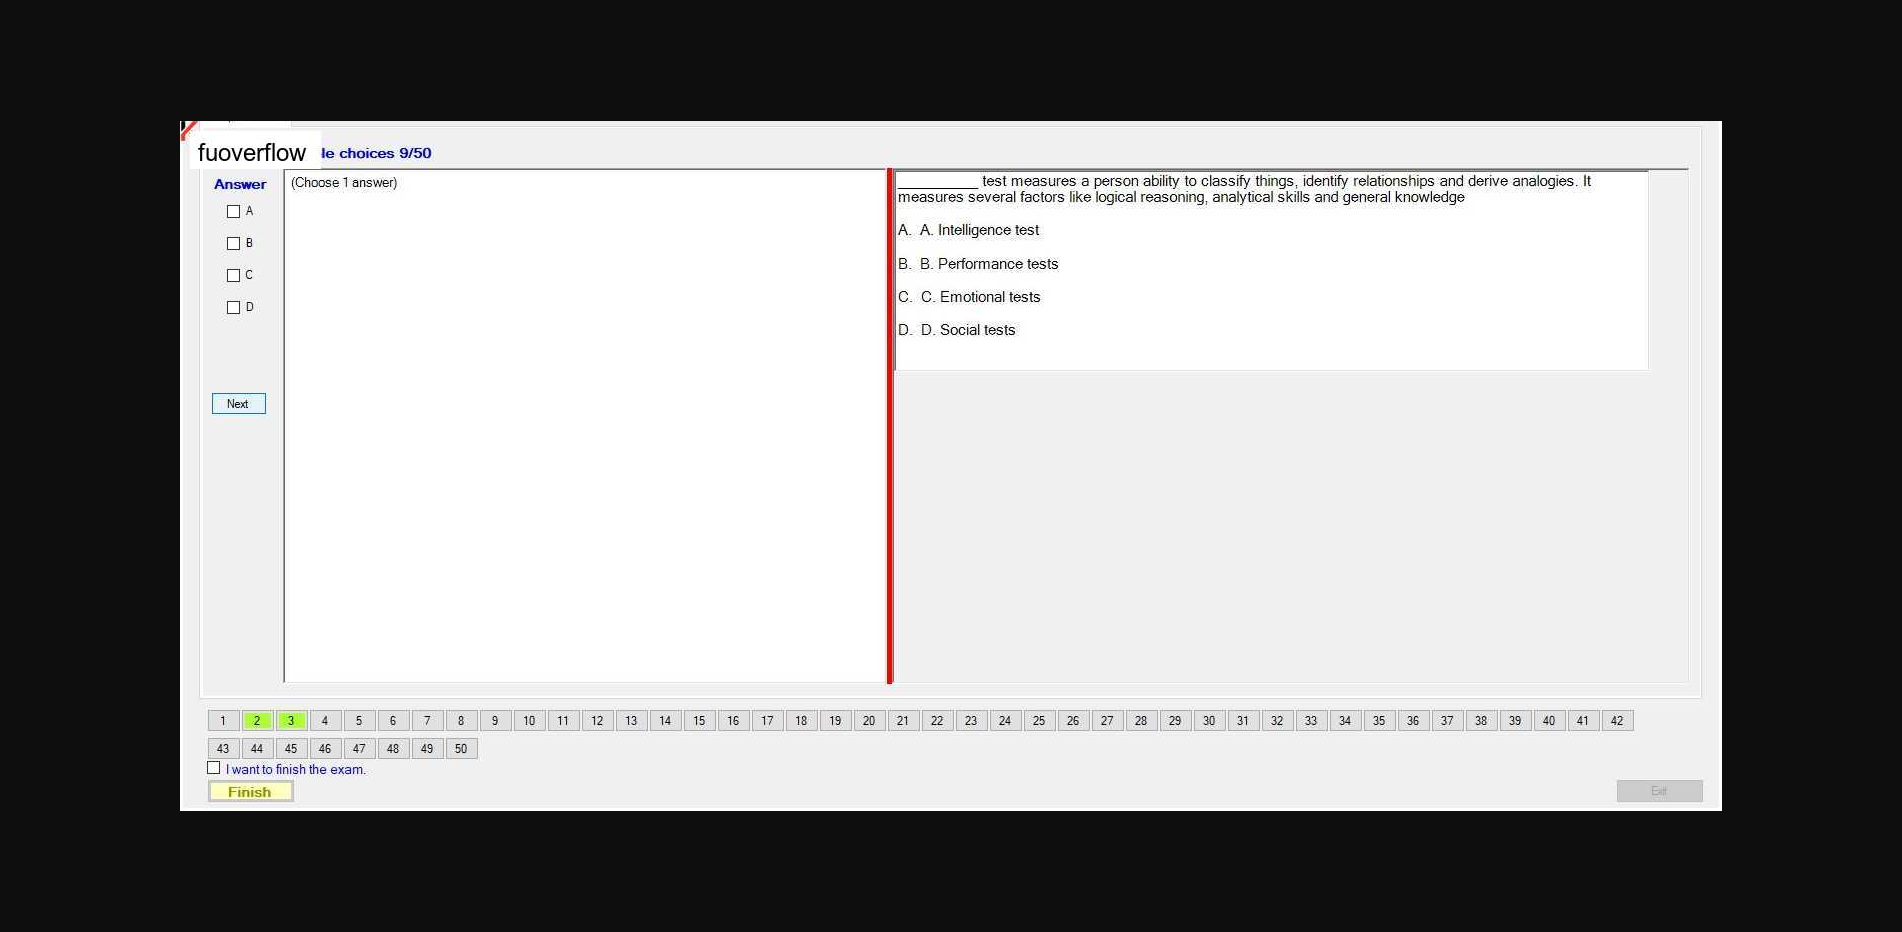 fuoverflow
le choices 9/50
Answer
A
B
C
D
Next
(Choose 1 answer)
__________ test measures a person ability to classify things, identify relationships and derive analogies. It
measures several factors like logical reasoning, analytical skills and general knowledge
A. A. Intelligence test
B. B. Performance tests
C. C. Emotional tests
D. D. Social tests
1 2 3 4 5 6 7 8 9 10 11 12 13 14 15 16 17 18 19 20 21 22 23 24 25 26 27 28 29 30 31 32 33 34 35 36 37 38 39 40 41 42
43 44 45 46 47 48 49 50
I want to finish the exam.
Finish
Exit